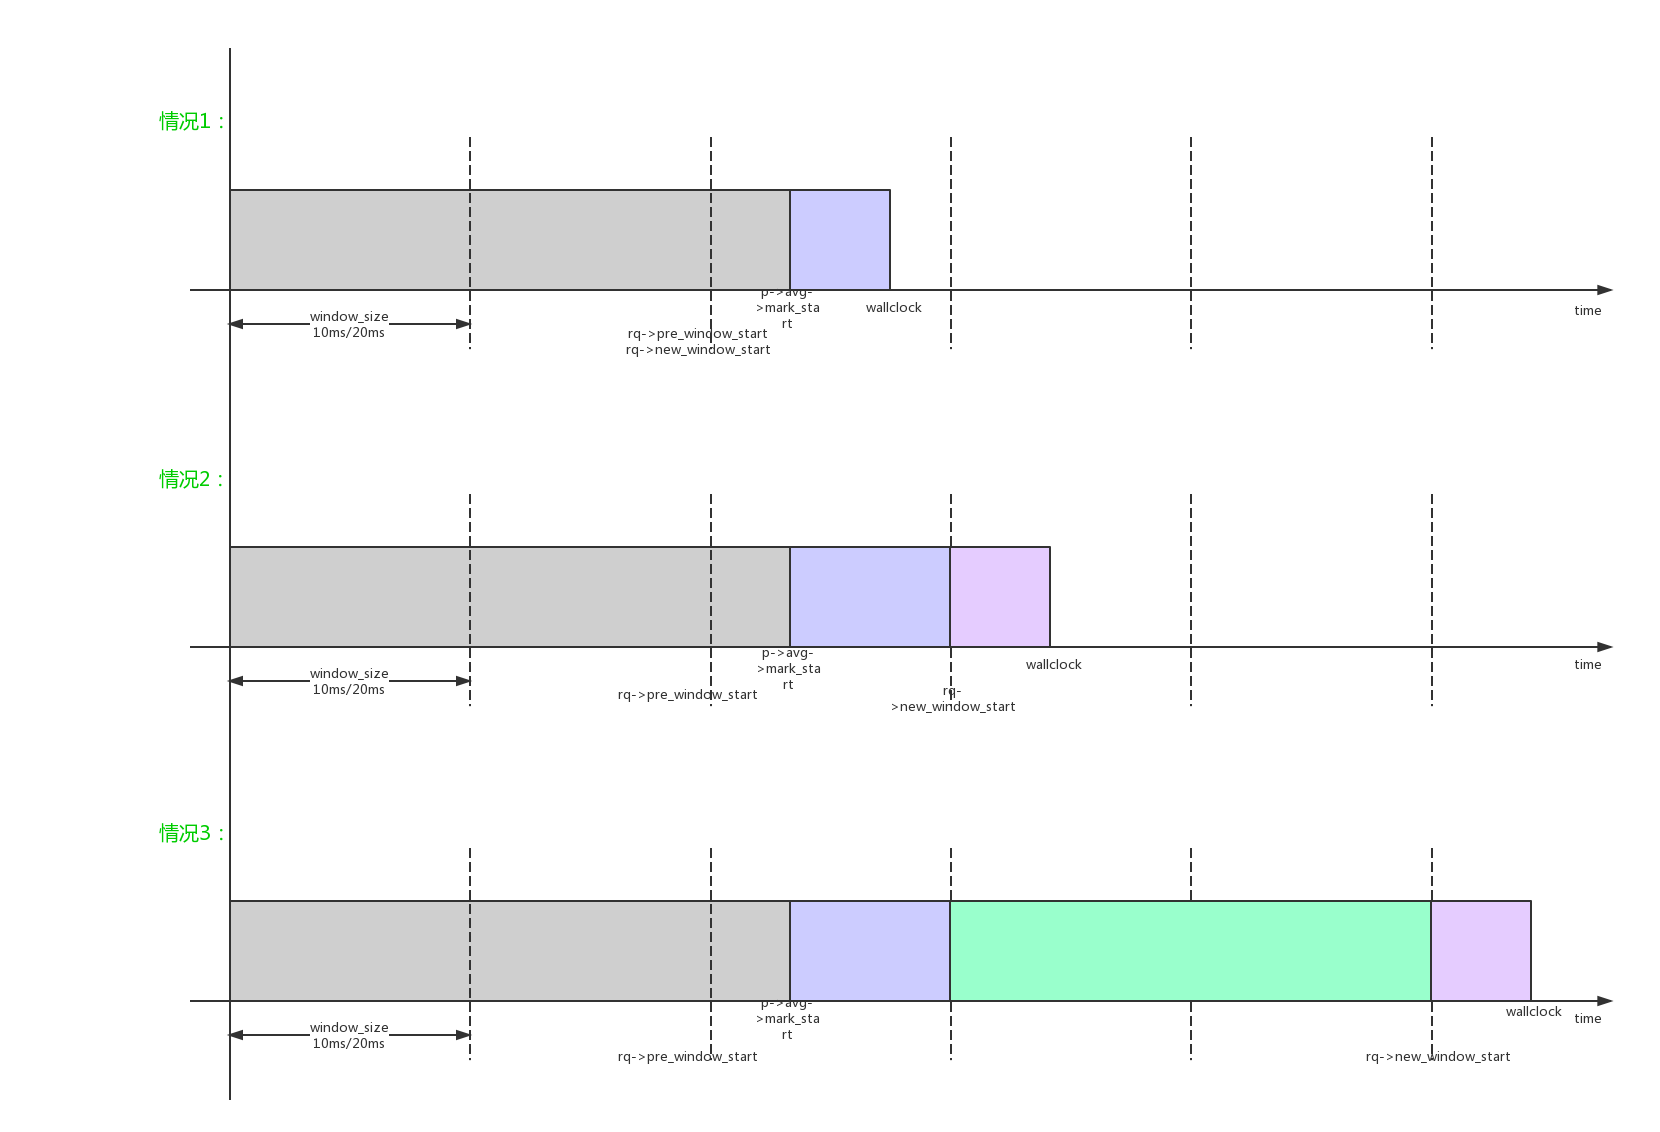 情况1：
p->avg-
>mark_sta
rt
wallclock
time
window_size
10ms/20ms
rq->pre_window_start
rq->new_window_start
情况2：
p->avg-
>mark_sta
rt
wallclock
time
window_size
10ms/20ms
rq->pre_window_start
rq-
>new_window_start
情况3：
p->avg-
>mark_sta
rt
wallclock
time
window_size
10ms/20ms
rq->pre_window_start
rq->new_window_start